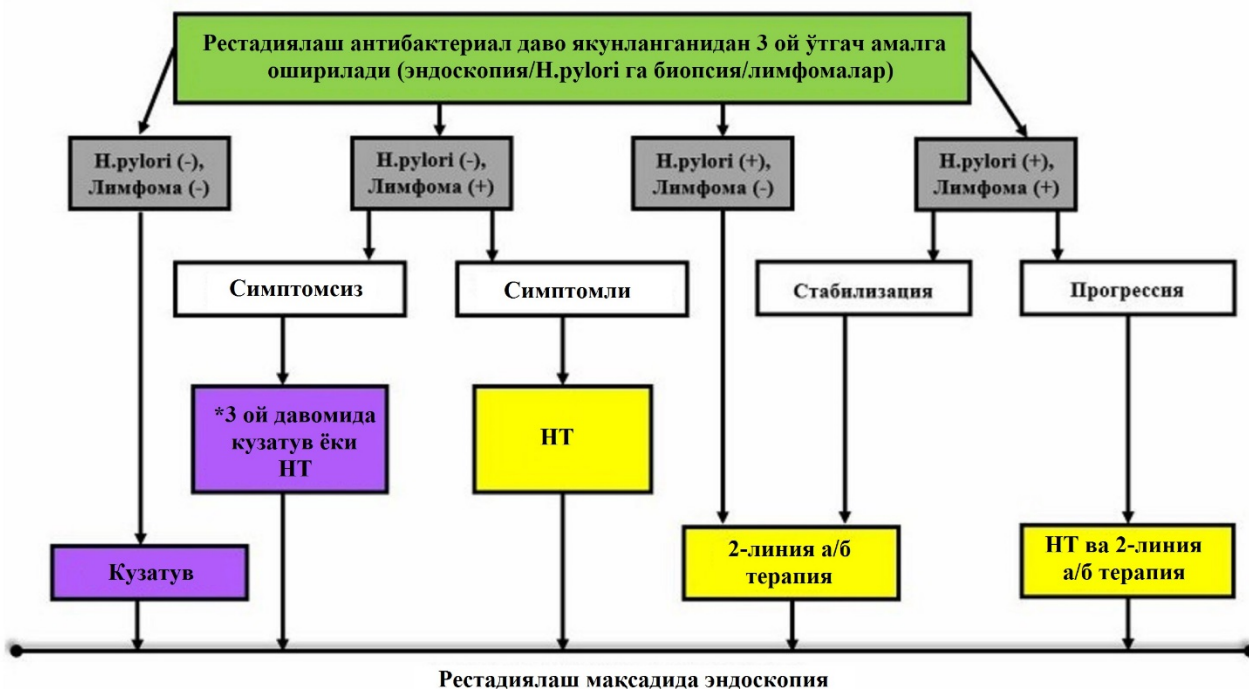 Рестадиялаш антибактериал даво якунланганидан 3 ой ўтгач амалга
оширилади (эндоскопия/H.pylori га биопсия/лимфомалар)
H.pylori (-),
Лимфома (-)
H.pylori (-),
Лимфома (+)
H.pylori (+),
Лимфома (-)
H.pylori (+),
Лимфома (+)
Симптомсиз
Симптомли
Стабилизация
Прогрессия
*3 ой давомида
кузатув ёки
НТ
НТ
Кузатув
2-линия а/б
терапия
НТ ва 2-линия
а/б терапия
Рестадиялаш мақсадида эндоскопия